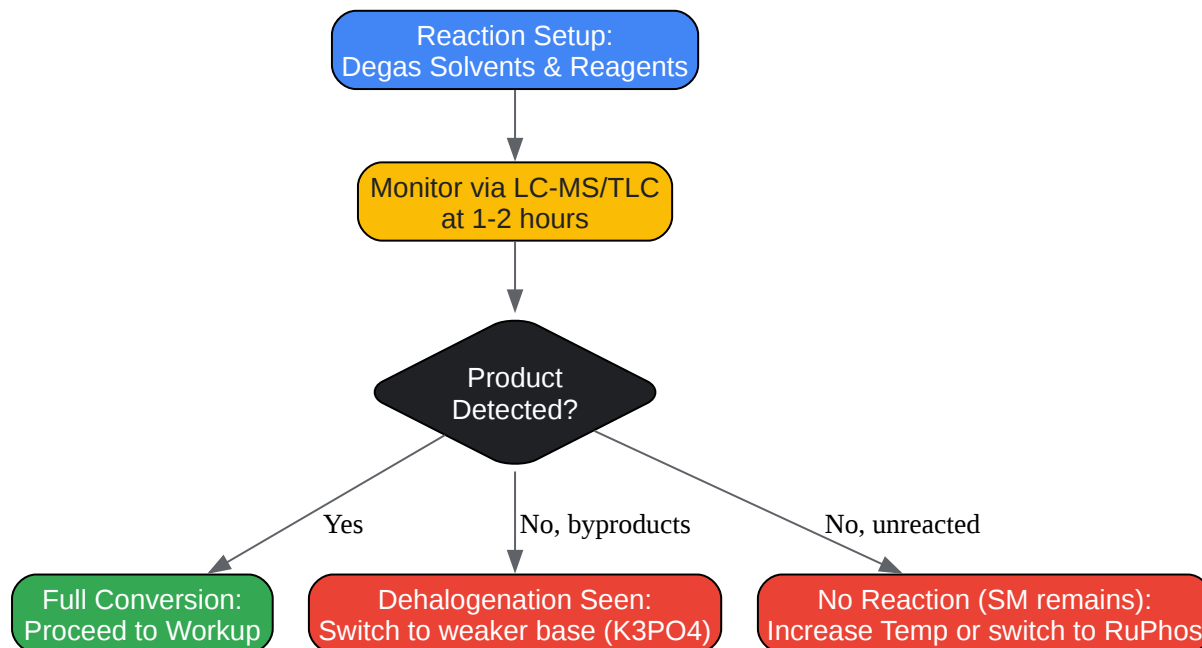 Reaction Setup:
Degas Solvents & Reagents
Monitor via LC-MS/TLC
at 1-2 hours
Product
Detected?
Yes
No, byproducts
No, unreacted
Full Conversion:
Proceed to Workup
Dehalogenation Seen:
Switch to weaker base (K3PO4)
No Reaction (SM remains):
Increase Temp or switch to RuPhos